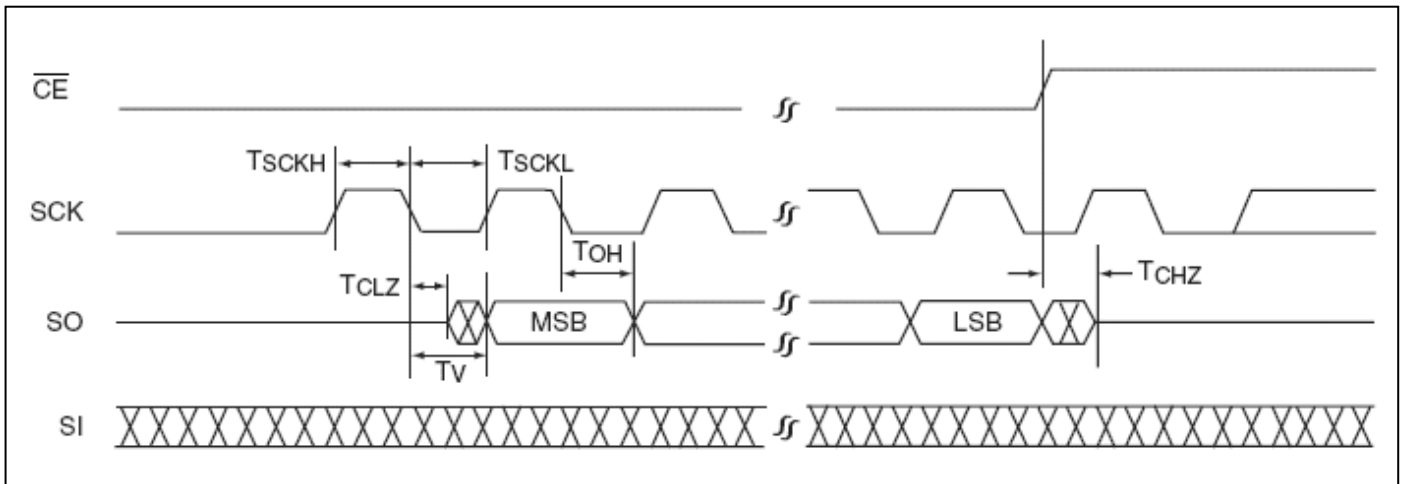 CE
TSCKH TSCKL
SCK
TOH
TCLZ TCHZ
SO MSB LSB
TV
SI